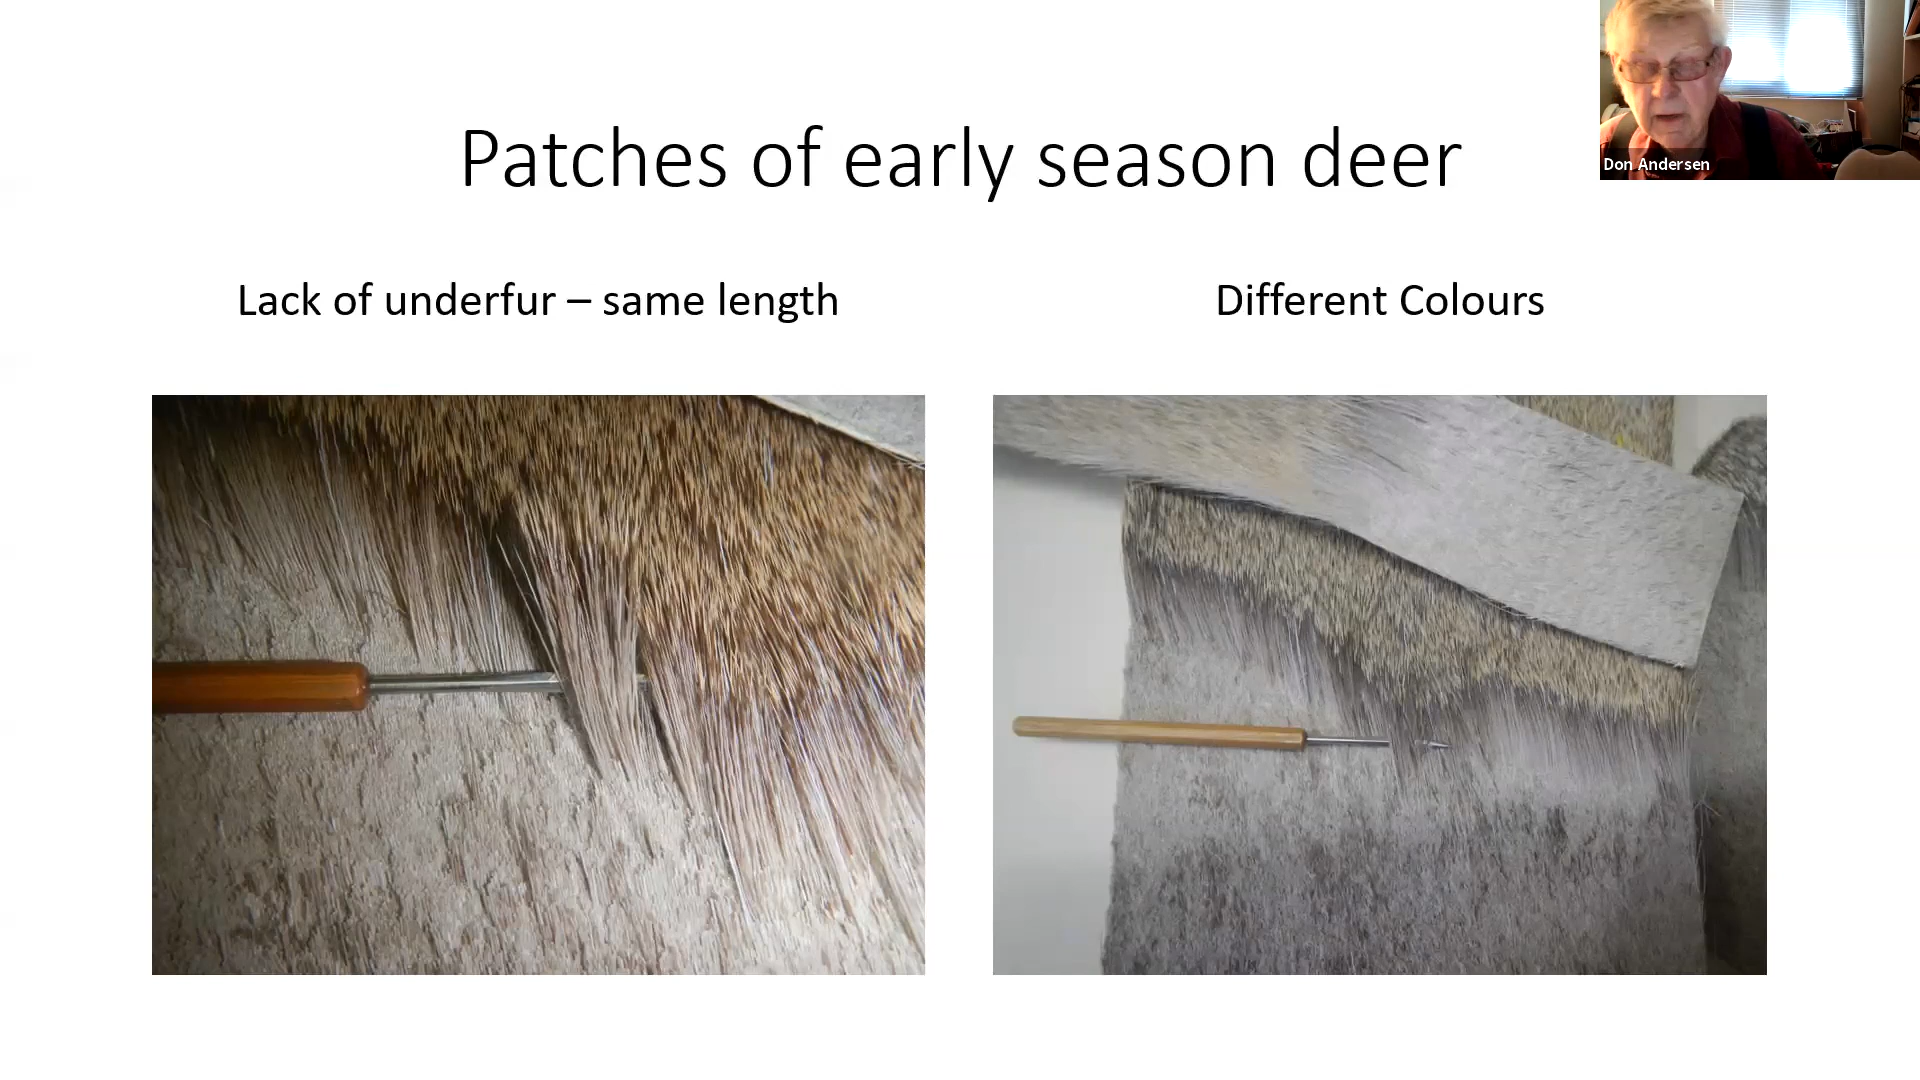 Patches of early season deer
Don Andersen
Lack of underfur – same length
Different Colours